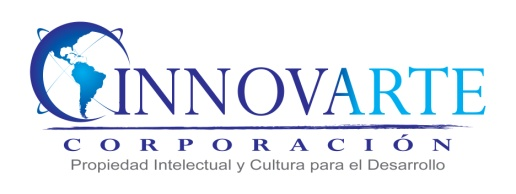 INNOVARTE
CORPORACIÓN
Propiedad Intelectual y Cultura para el Desarrollo